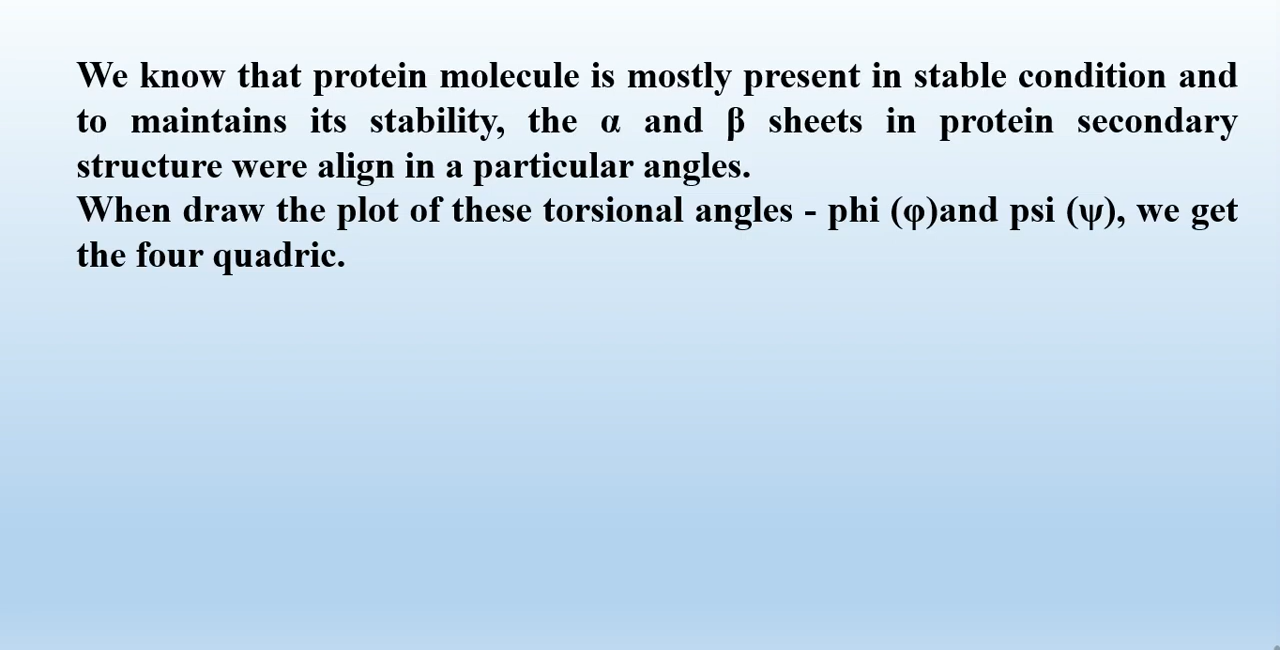 We know that protein molecule is mostly present in stable condition and
to maintains its stability, the α and β sheets in protein secondary
structure were align in a particular angles.
When draw the plot of these torsional angles - phi (φ)and psi (ψ), we get
the four quadric.